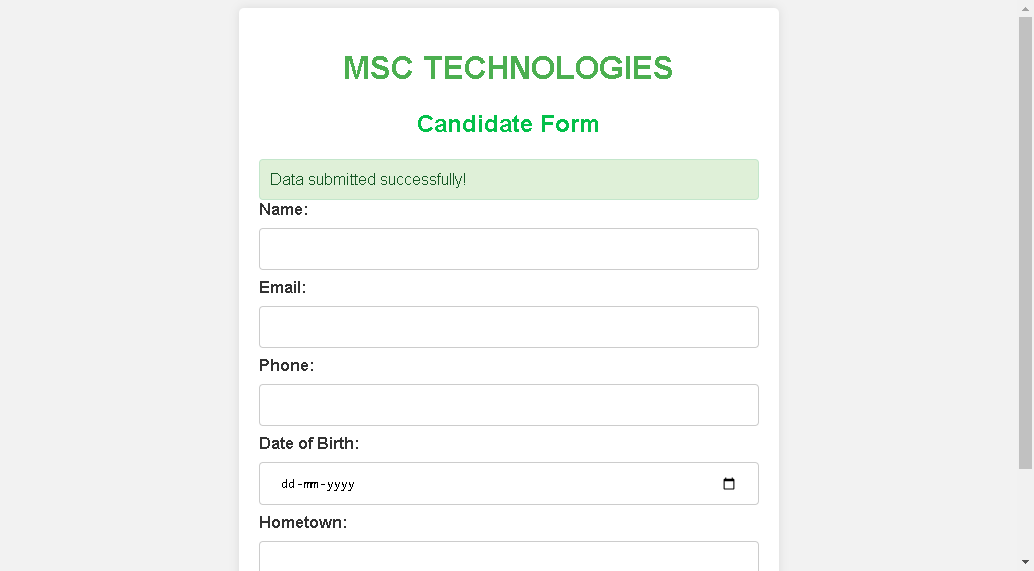 MSC TECHNOLOGIES
Candidate Form
Data submitted successfully!
Name:
Email:
Phone:
Date of Birth:
dd-mm-yyyy
Hometown: